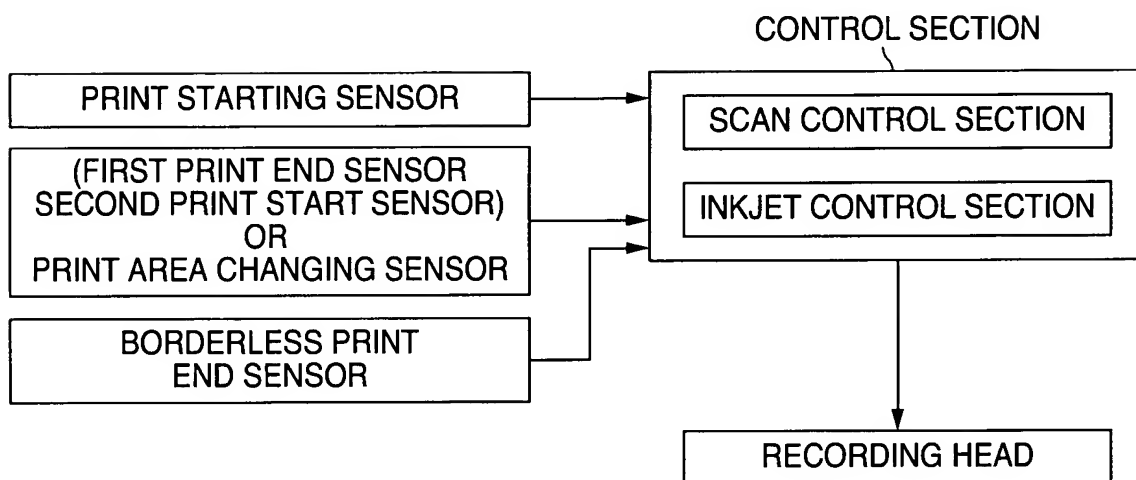 CONTROL SECTION
PRINT STARTING SENSOR
SCAN CONTROL SECTION
(FIRST PRINT END SENSOR
SECOND PRINT START SENSOR)
OR
PRINT AREA CHANGING SENSOR
INKJET CONTROL SECTION
BORDERLESS PRINT
END SENSOR
RECORDING HEAD